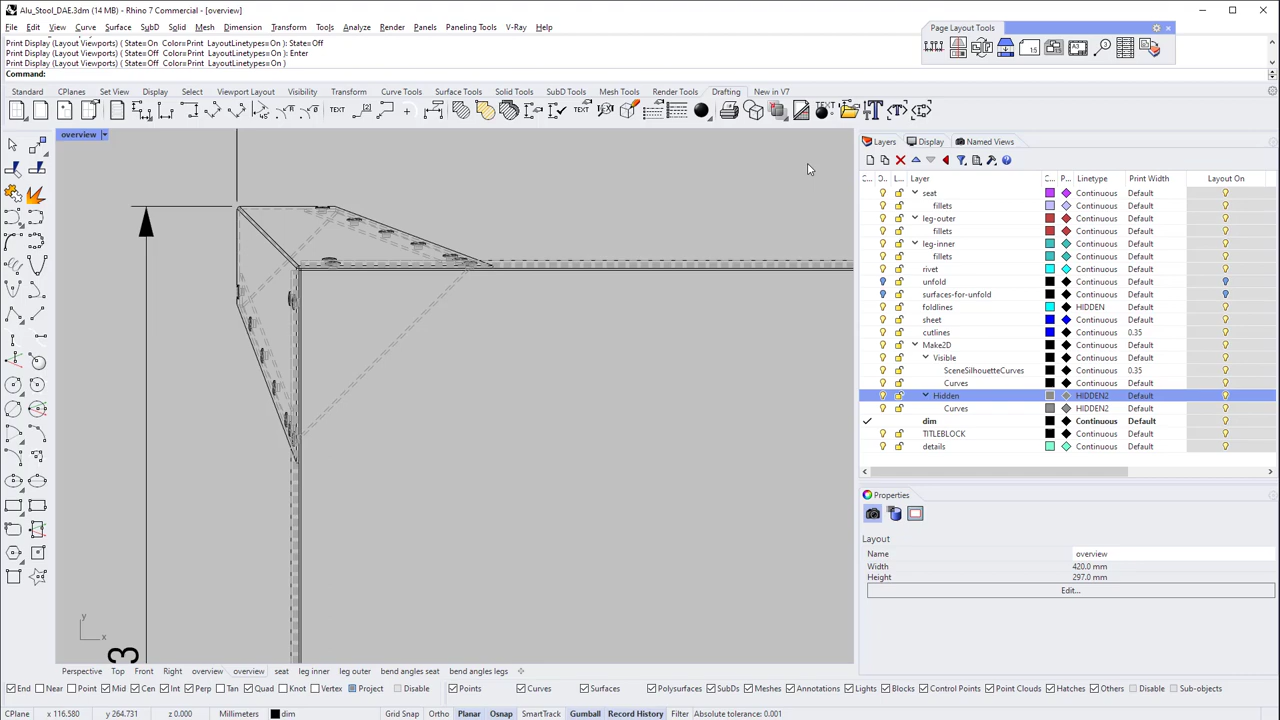 Alu_Stool_DAE.3dm (14 MB) - Rhino 7 Commercial - [overview]
File Edit View Curve Surface SubD Solid Mesh Dimension Transform Tools Analyze Render Panels Paneling Tools V-Ray Help
Page Layout Tools
Print Display (Layout Viewports) ( State=On Color=Print LayoutLinetypes=On ): State=Off
Print Display (Layout Viewports) ( State=Off Color=Print LayoutLinetypes=On ): Enter
Print Display (Layout Viewports) ( State=Off Color=Print LayoutLinetypes=On )
Command:
Standard CPlanes Set View Display Select Viewport Layout Visibility Transform Curve Tools Surface Tools Solid Tools SubD Tools Mesh Tools Render Tools Drafting New in V7
TEXT TEXT TEXT
overview
Layers Display Named Views
C... O... L... Layer C... P... Linetype Print Width Layout On
seat Continuous Default
fillets Continuous Default
leg-outer Continuous Default
fillets Continuous Default
leg-inner Continuous Default
fillets Continuous Default
rivet Continuous Default
unfold Continuous Default
surfaces-for-unfold Continuous Default
foldlines HIDDEN Default
sheet Continuous Default
cutlines Continuous 0.35
Make2D Continuous Default
Visible Continuous Default
SceneSilhouetteCurves Continuous 0.35
Curves Continuous Default
Hidden HIDDEN2 Default
Curves HIDDEN2 Default
dim Continuous Default
TITLEBLOCK Continuous Default
details Continuous Default
Properties
Layout
Name overview
Width 420.0 mm
Height 297.0 mm
Edit...
y
x
3
Perspective Top Front Right overview overview seat leg inner leg outer bend angles seat bend angles legs
End Near Point Mid Cen Int Perp Tan Quad Knot Vertex Project Disable Points Curves Surfaces Polysurfaces SubDs Meshes Annotations Lights Blocks Control Points Point Clouds Hatches Others Disable Sub-objects
CPlane x 116.580 y 264.731 z 0.000 Millimeters dim Grid Snap Ortho Planar Osnap SmartTrack Gumball Record History Filter Absolute tolerance: 0.001